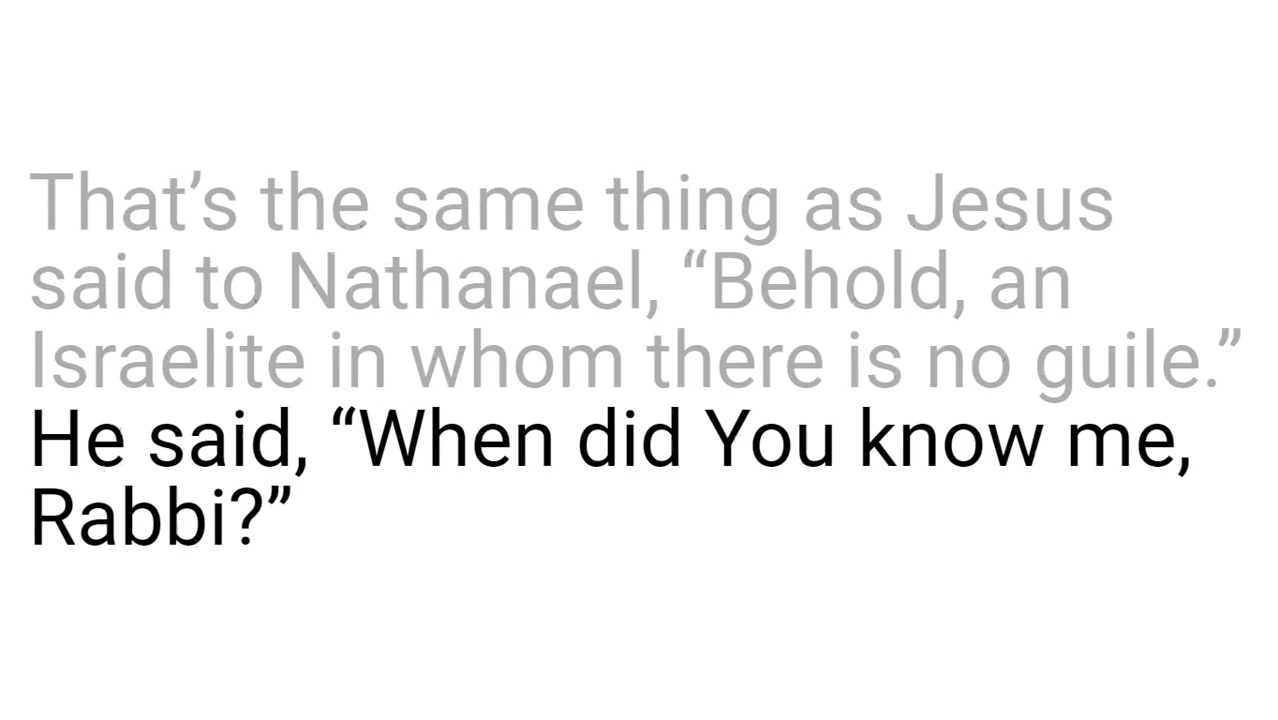 That’s the same thing as Jesus
said to Nathanael, “Behold, an
Israelite in whom there is no guile.”
He said, “When did You know me,
Rabbi?”